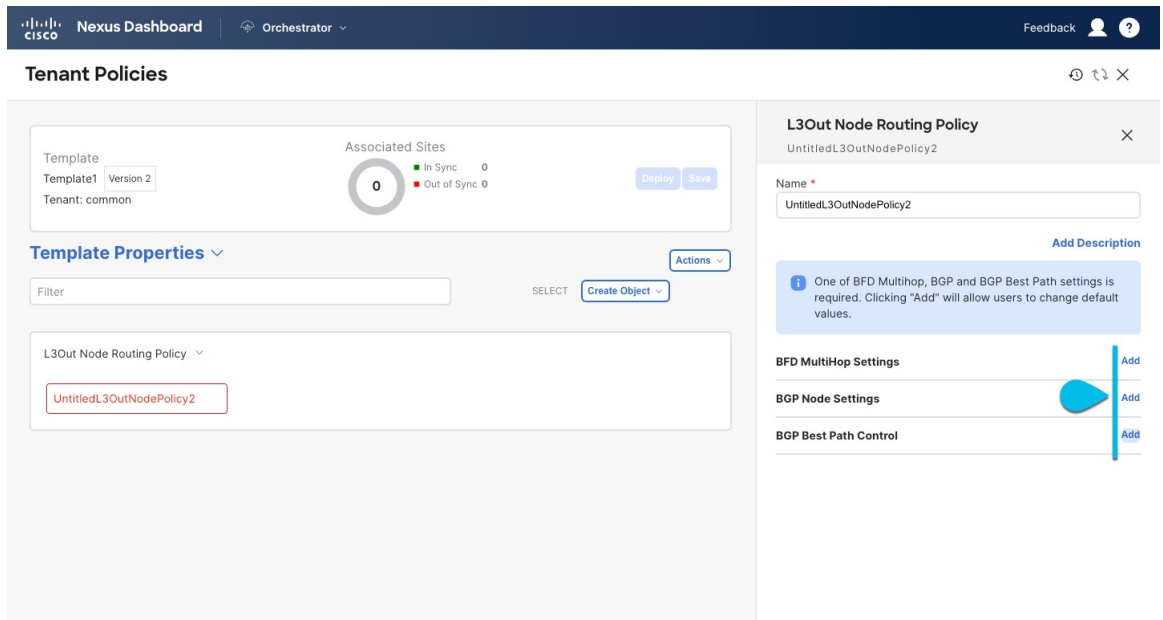 CISCO
Nexus Dashboard
Orchestrator
Feedback
?
Tenant Policies
Template
Template1
Version 2
Tenant: common
Associated Sites
0
In Sync 0
Out of Sync 0
Deploy
Save
Template Properties
Actions
Filter
SELECT
Create Object
L3Out Node Routing Policy
UntitledL3OutNodePolicy2
L3Out Node Routing Policy
UntitledL3OutNodePolicy2
Name *
UntitledL3OutNodePolicy2
Add Description
i
One of BFD Multihop, BGP and BGP Best Path settings is
required. Clicking "Add" will allow users to change default
values.
BFD MultiHop Settings Add
BGP Node Settings Add
BGP Best Path Control Add